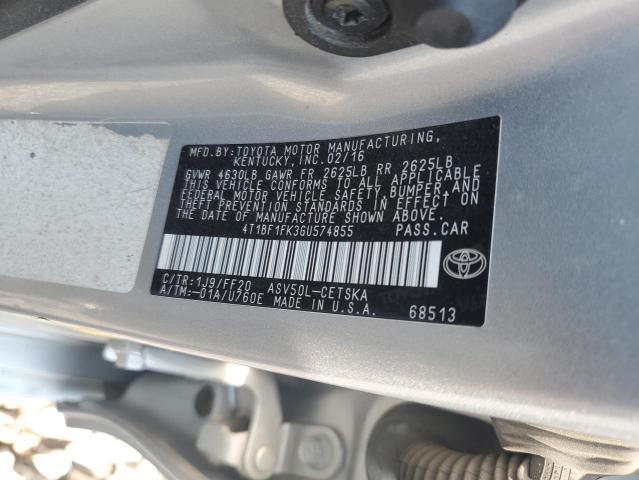 MFD.BY:TOYOTA MOTOR MANUFACTURING,
KENTUCKY, INC.02/16
GVWR 4630LB GAWR FR 2625LB RR 2625LB
THIS VEHICLE CONFORMS TO ALL APPLICABLE
FEDERAL MOTOR VEHICLE SAFETY, BUMPER, AND
THEFT PREVENTION STANDARDS IN EFFECT ON
THE DATE OF MANUFACTURE SHOWN ABOVE.
4T1BF1FK3GU574855 PASS.CAR
C/TR:1J9/FF20 ASV50L-CETSKA
A/TM:-01A/U760E MADE IN U.S.A.
68513